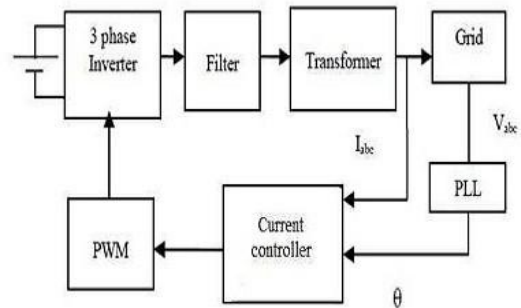 3 phase
Inverter
Filter
Transformer
Grid
Iabc
Vabc
PLL
PWM
Current
controller
θ